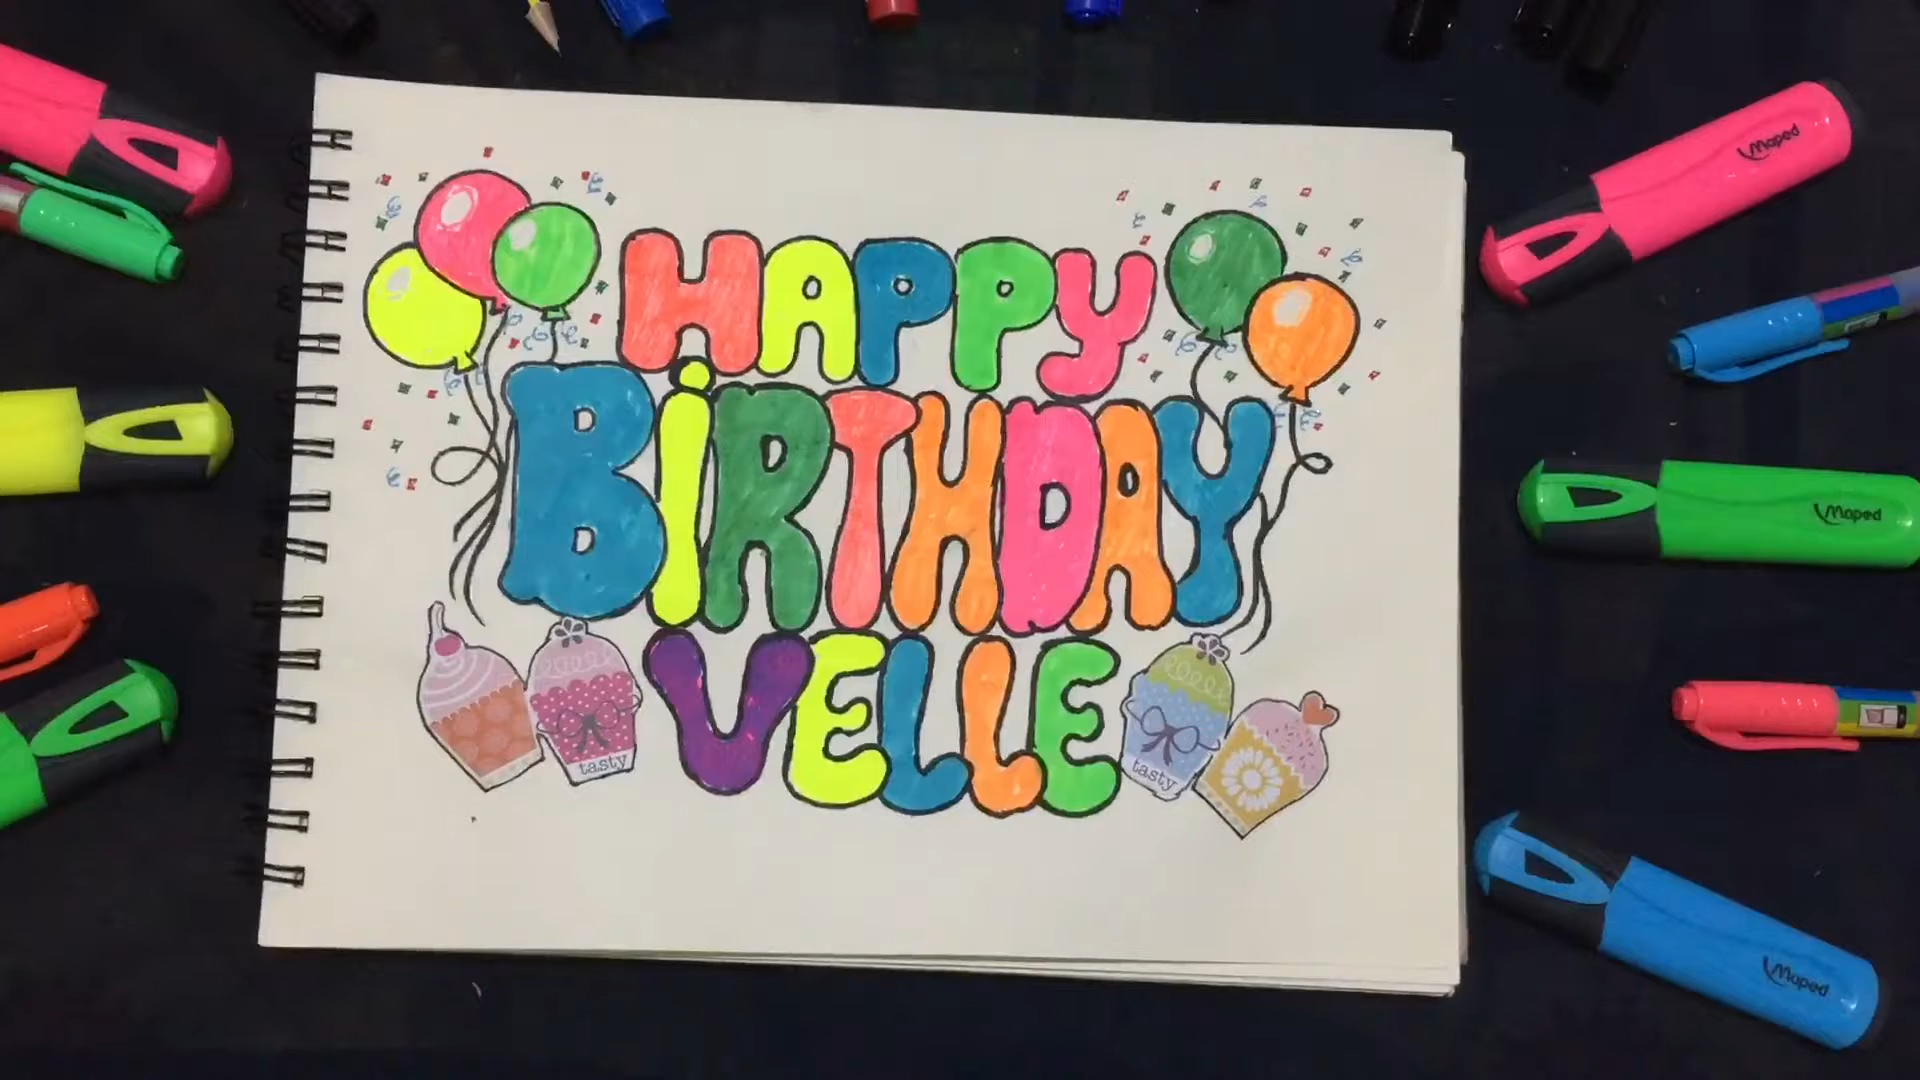 HAPPY
BiRTHDAY
VELLE
tasty
tasty
Maped
Maped
Maped